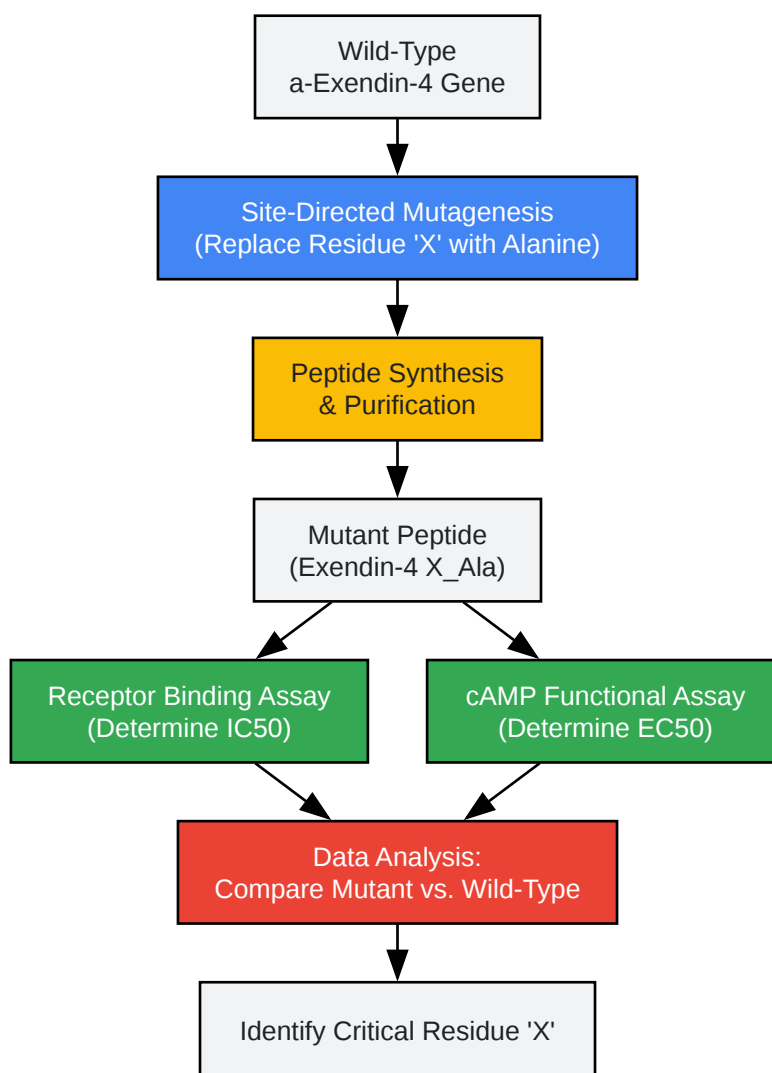 Wild-Type
a-Exendin-4 Gene
Site-Directed Mutagenesis
(Replace Residue 'X' with Alanine)
Peptide Synthesis
& Purification
Mutant Peptide
(Exendin-4 X_Ala)
Receptor Binding Assay
(Determine IC50)
cAMP Functional Assay
(Determine EC50)
Data Analysis:
Compare Mutant vs. Wild-Type
Identify Critical Residue 'X'